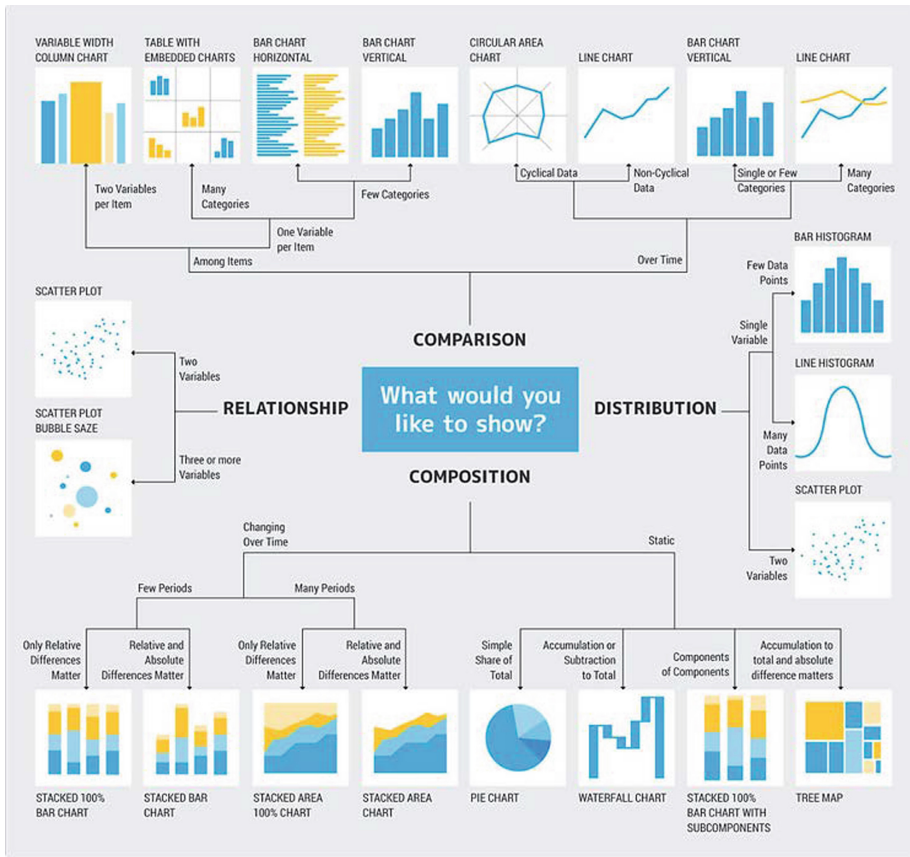 VARIABLE WIDTH
COLUMN CHART
TABLE WITH
EMBEDDED CHARTS
BAR CHART
HORIZONTAL
BAR CHART
VERTICAL
CIRCULAR AREA
CHART
LINE CHART
BAR CHART
VERTICAL
LINE CHART
Two Variables
per Item
Many
Categories
Few Categories
Cyclical Data
Non-Cyclical
Data
Single or Few
Categories
Many
Categories
One Variable
per Item
Among Items
Over Time
BAR HISTOGRAM
Few Data
Points
SCATTER PLOT
Single
Variable
COMPARISON
Two
Variables
LINE HISTOGRAM
RELATIONSHIP
What would you
like to show?
DISTRIBUTION
SCATTER PLOT
BUBBLE SAZE
Many
Data
Points
Three or more
Variables
COMPOSITION
SCATTER PLOT
Changing
Over Time
Static
Two
Variables
Few Periods
Many Periods
Only Relative
Differences
Matter
Relative and
Absolute
Differences Matter
Only Relative
Differences
Matter
Relative and
Absolute
Differences Matter
Simple
Share of
Total
Accumulation or
Subtraction
to Total
Components
of Components
Accumulation to
total and absolute
difference matters
STACKED 100%
BAR CHART
STACKED BAR
CHART
STACKED AREA
100% CHART
STACKED AREA
CHART
PIE CHART
WATERFALL CHART
STACKED 100%
BAR CHART WITH
SUBCOMPONENTS
TREE MAP